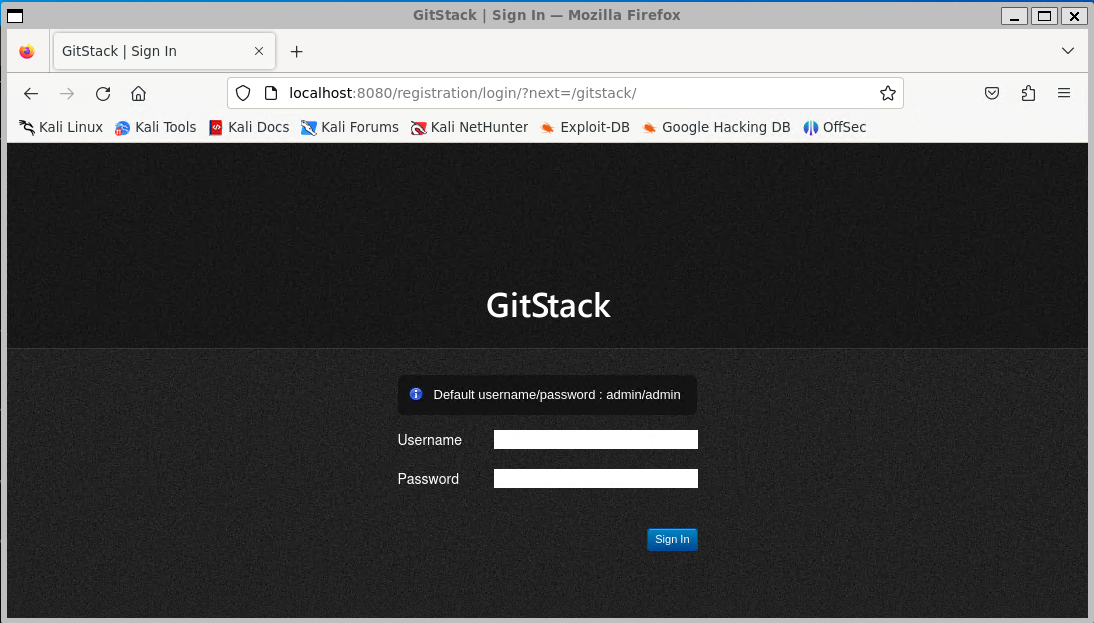 GitStack | Sign In — Mozilla Firefox
GitStack | Sign In
localhost:8080/registration/login/?next=/gitstack/
Kali Linux Kali Tools Kali Docs Kali Forums Kali NetHunter Exploit-DB Google Hacking DB OffSec
GitStack
Default username/password : admin/admin
Username
Password
Sign In